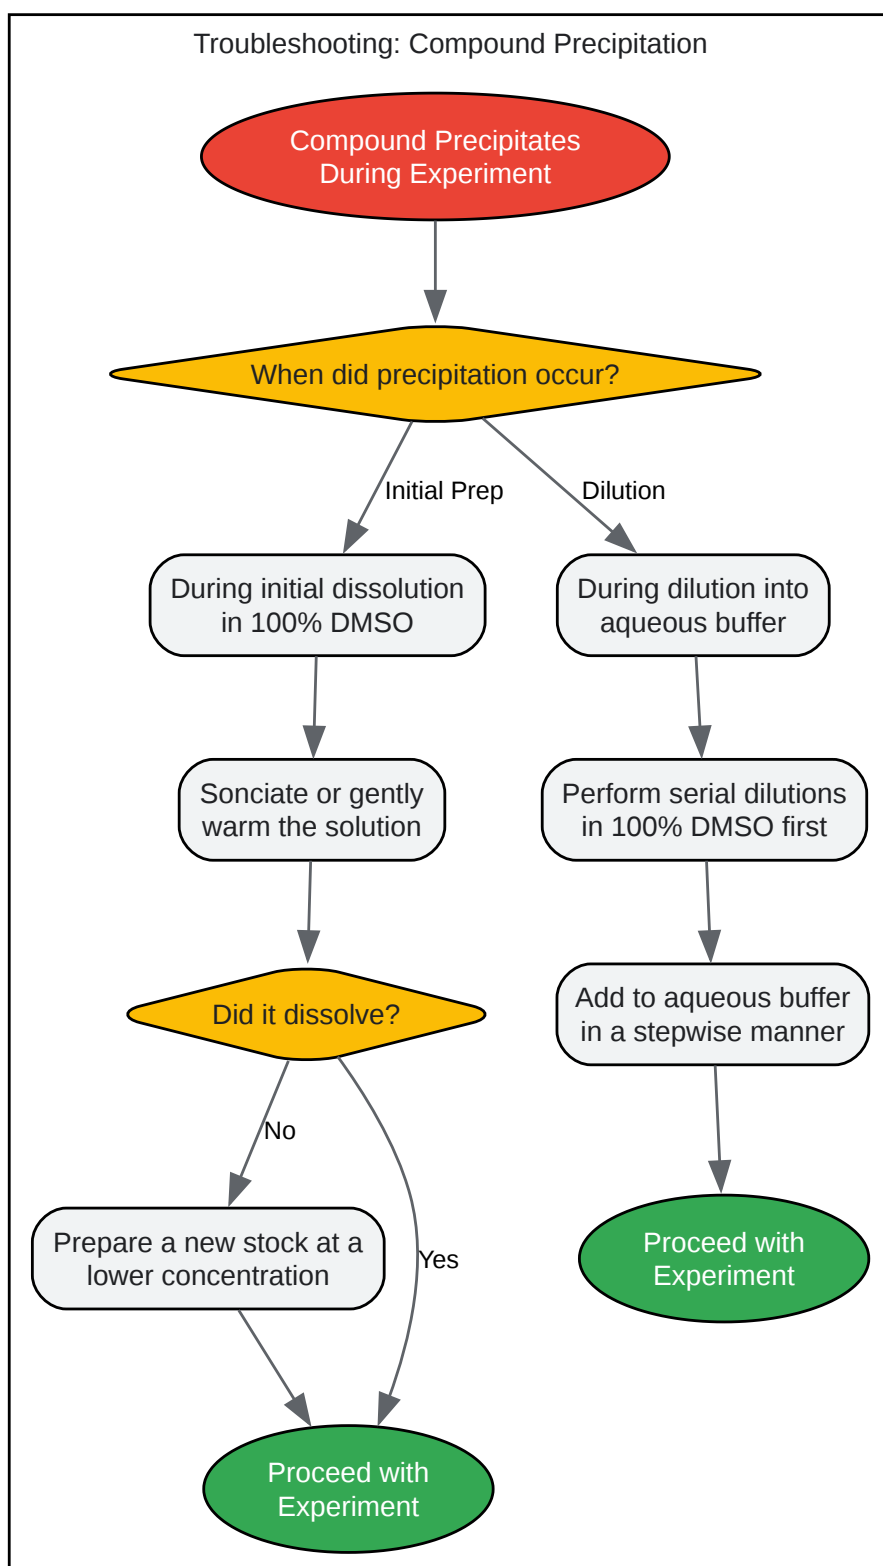 Troubleshooting: Compound Precipitation
Compound Precipitates
During Experiment
When did precipitation occur?
Initial Prep
Dilution
During initial dissolution
in 100% DMSO
During dilution into
aqueous buffer
Sonciate or gently
warm the solution
Perform serial dilutions
in 100% DMSO first
Did it dissolve?
Add to aqueous buffer
in a stepwise manner
No
Yes
Prepare a new stock at a
lower concentration
Proceed with
Experiment
Proceed with
Experiment